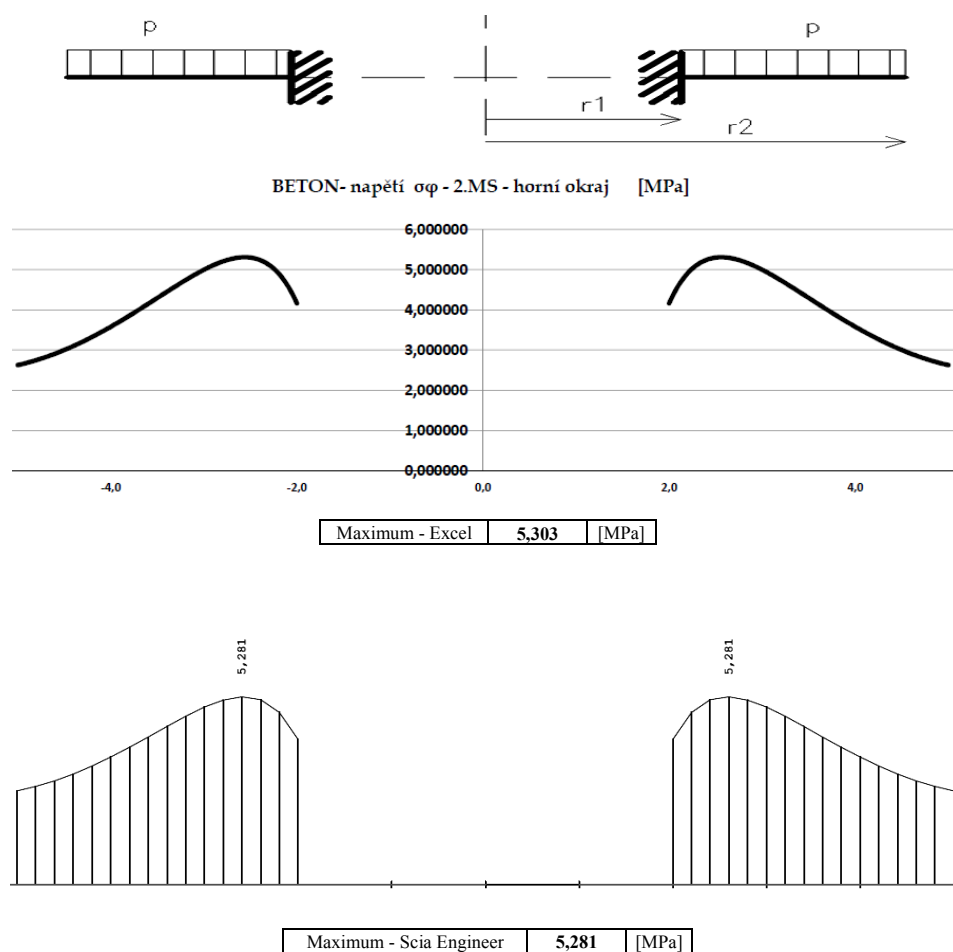 p p
r1
r2
BETON- napětí σφ - 2.MS - horní okraj [MPa]
6,000000
5,000000
4,000000
3,000000
2,000000
1,000000
0,000000
-4,0 -2,0 0,0 2,0 4,0
Maximum - Excel 5,303 [MPa]
5,281 5,281
Maximum - Scia Engineer 5,281 [MPa]